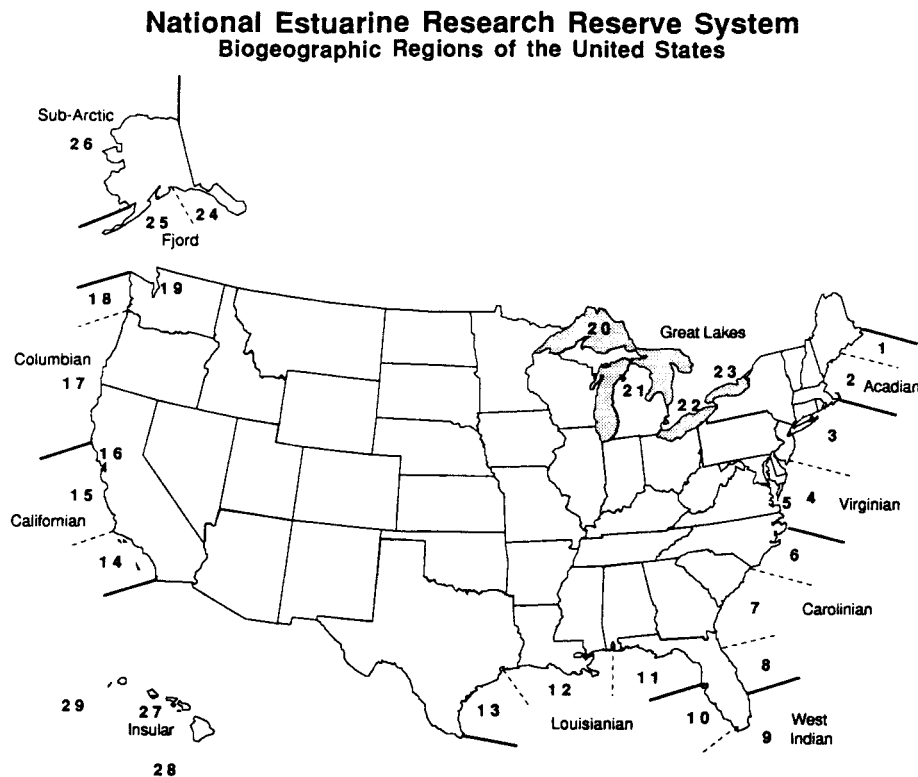 National Estuarine Research Reserve System
Biogeographic Regions of the United States
Sub-Arctic
26
25
24
Fjord
18
19
20
Great Lakes
1
Columbian
17
21
22
23
2
Acadian
3
16
15
Californian
14
5
4
Virginian
6
7
Carolinian
8
29
27
Insular
28
13
12
Louisianian
11
10
9
West
Indian